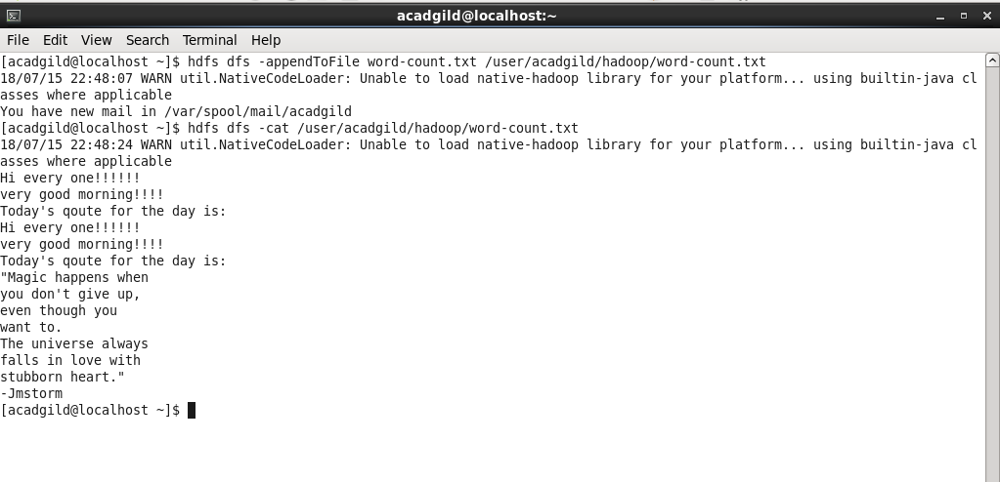 acadgild@localhost:~
File Edit View Search Terminal Help
[acadgild@localhost ~]$ hdfs dfs -appendToFile word-count.txt /user/acadgild/hadoop/word-count.txt
18/07/15 22:48:07 WARN util.NativeCodeLoader: Unable to load native-hadoop library for your platform... using builtin-java cl
asses where applicable
You have new mail in /var/spool/mail/acadgild
[acadgild@localhost ~]$ hdfs dfs -cat /user/acadgild/hadoop/word-count.txt
18/07/15 22:48:24 WARN util.NativeCodeLoader: Unable to load native-hadoop library for your platform... using builtin-java cl
asses where applicable
Hi every one!!!!!!
very good morning!!!!
Today's qoute for the day is:
Hi every one!!!!!!
very good morning!!!!
Today's qoute for the day is:
"Magic happens when
you don't give up,
even though you
want to.
The universe always
falls in love with
stubborn heart."
-Jmstorm
[acadgild@localhost ~]$